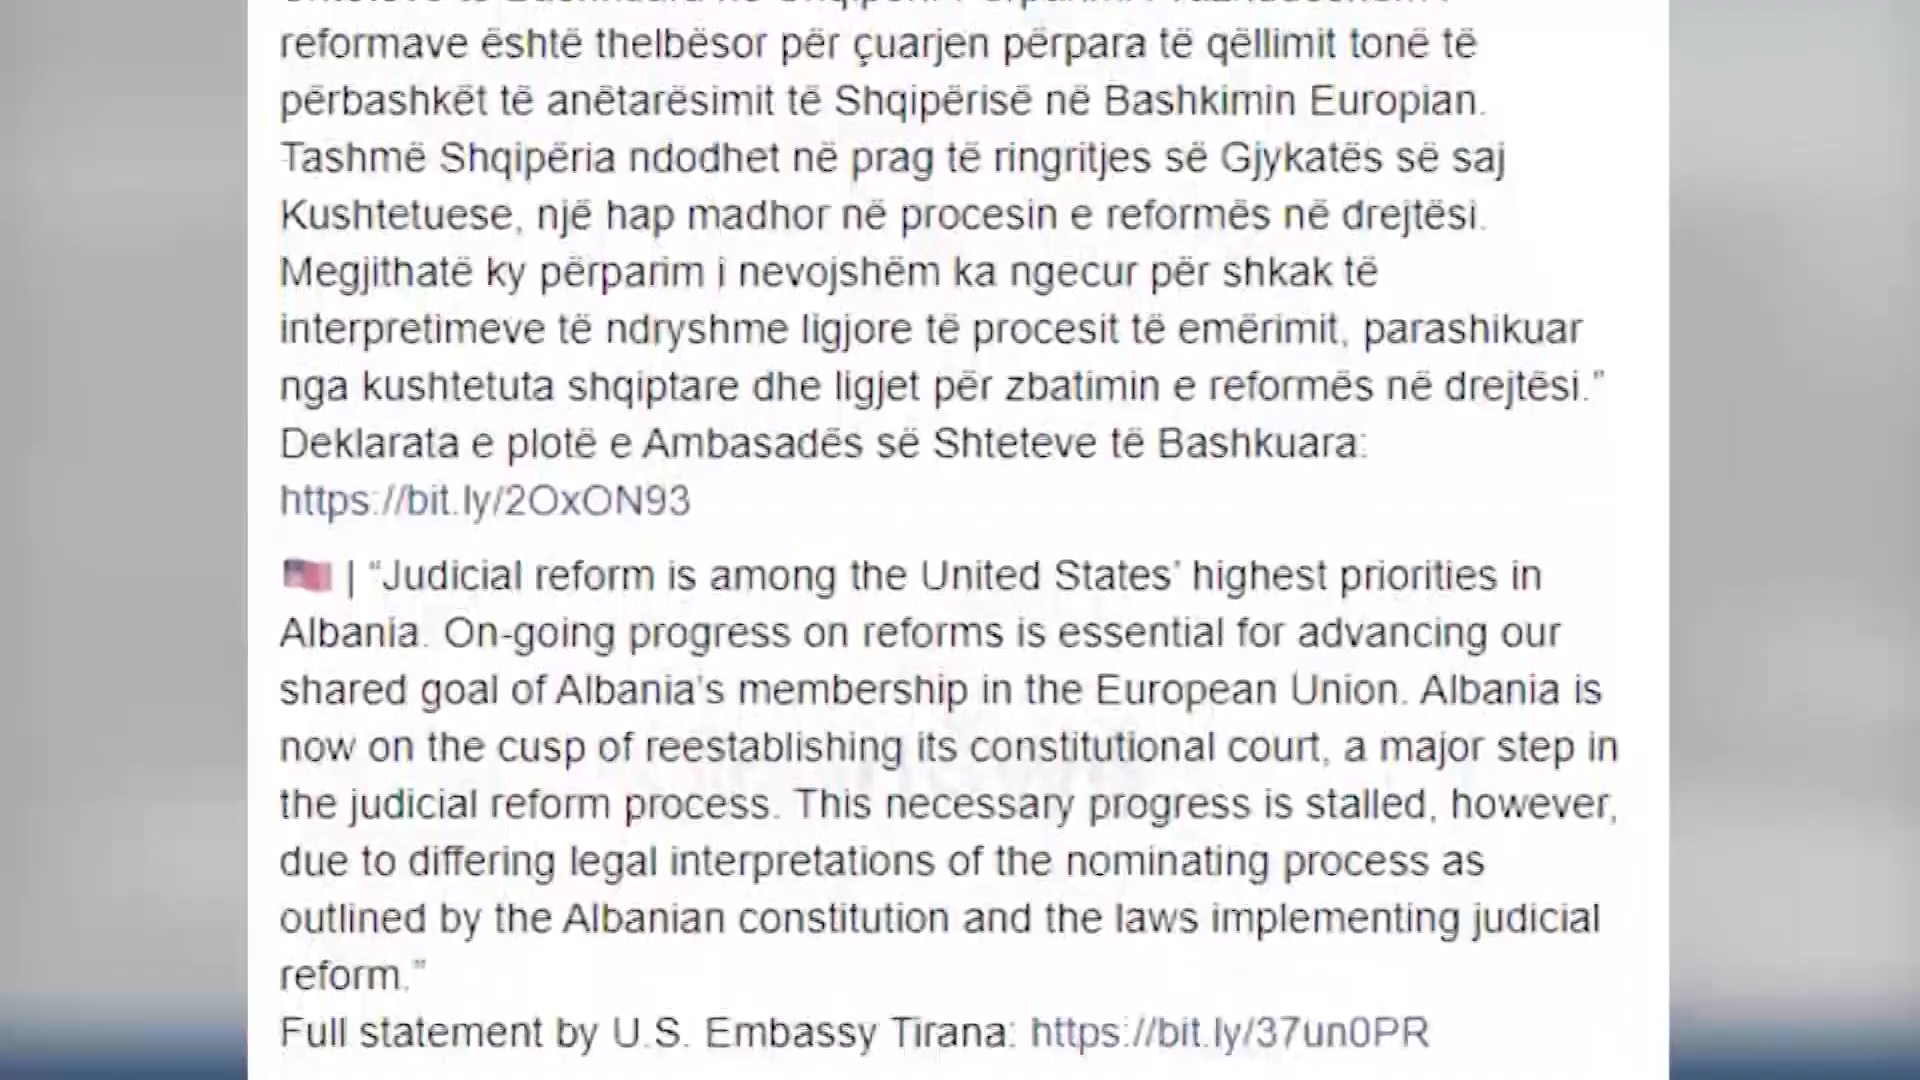 reformave është thelbësor për çuarjen përpara të qëllimit tonë të
përbashkët të anëtarësimit të Shqipërisë në Bashkimin Europian.
Tashmë Shqipëria ndodhet në prag të ringritjes së Gjykatës së saj
Kushtetuese, një hap madhor në procesin e reformës në drejtësi.
Megjithatë ky përparim i nevojshëm ka ngecur për shkak të
interpretimeve të ndryshme ligjore të procesit të emërimit, parashikuar
nga kushtetuta shqiptare dhe ligjet për zbatimin e reformës në drejtësi.”
Deklarata e plotë e Ambasadës së Shteteve të Bashkuara:
https://bit.ly/2OxON93
🇺🇸 | “Judicial reform is among the United States’ highest priorities in
Albania. On-going progress on reforms is essential for advancing our
shared goal of Albania's membership in the European Union. Albania is
now on the cusp of reestablishing its constitutional court, a major step in
the judicial reform process. This necessary progress is stalled, however,
due to differing legal interpretations of the nominating process as
outlined by the Albanian constitution and the laws implementing judicial
reform.”
Full statement by U.S. Embassy Tirana: https://bit.ly/37un0PR